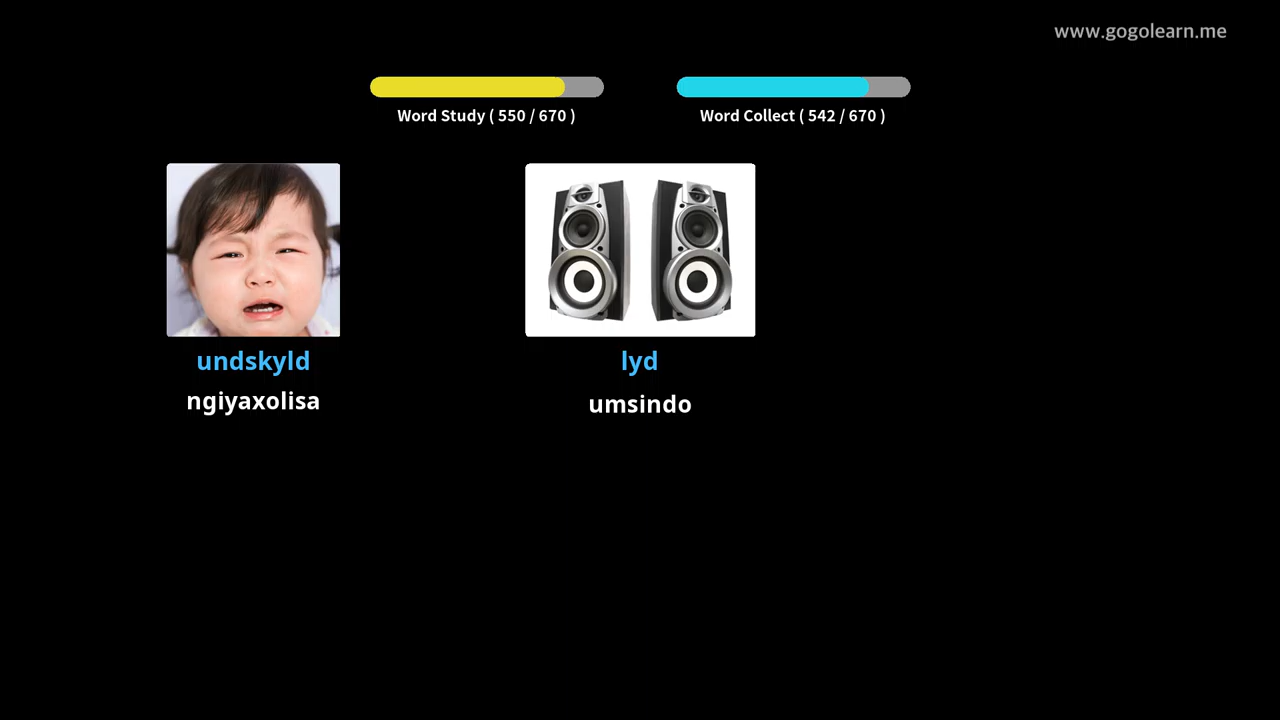 www.gogolearn.me
Word Study ( 550 / 670 )
Word Collect ( 542 / 670 )
undskyld
ngiyaxolisa
lyd
umsindo